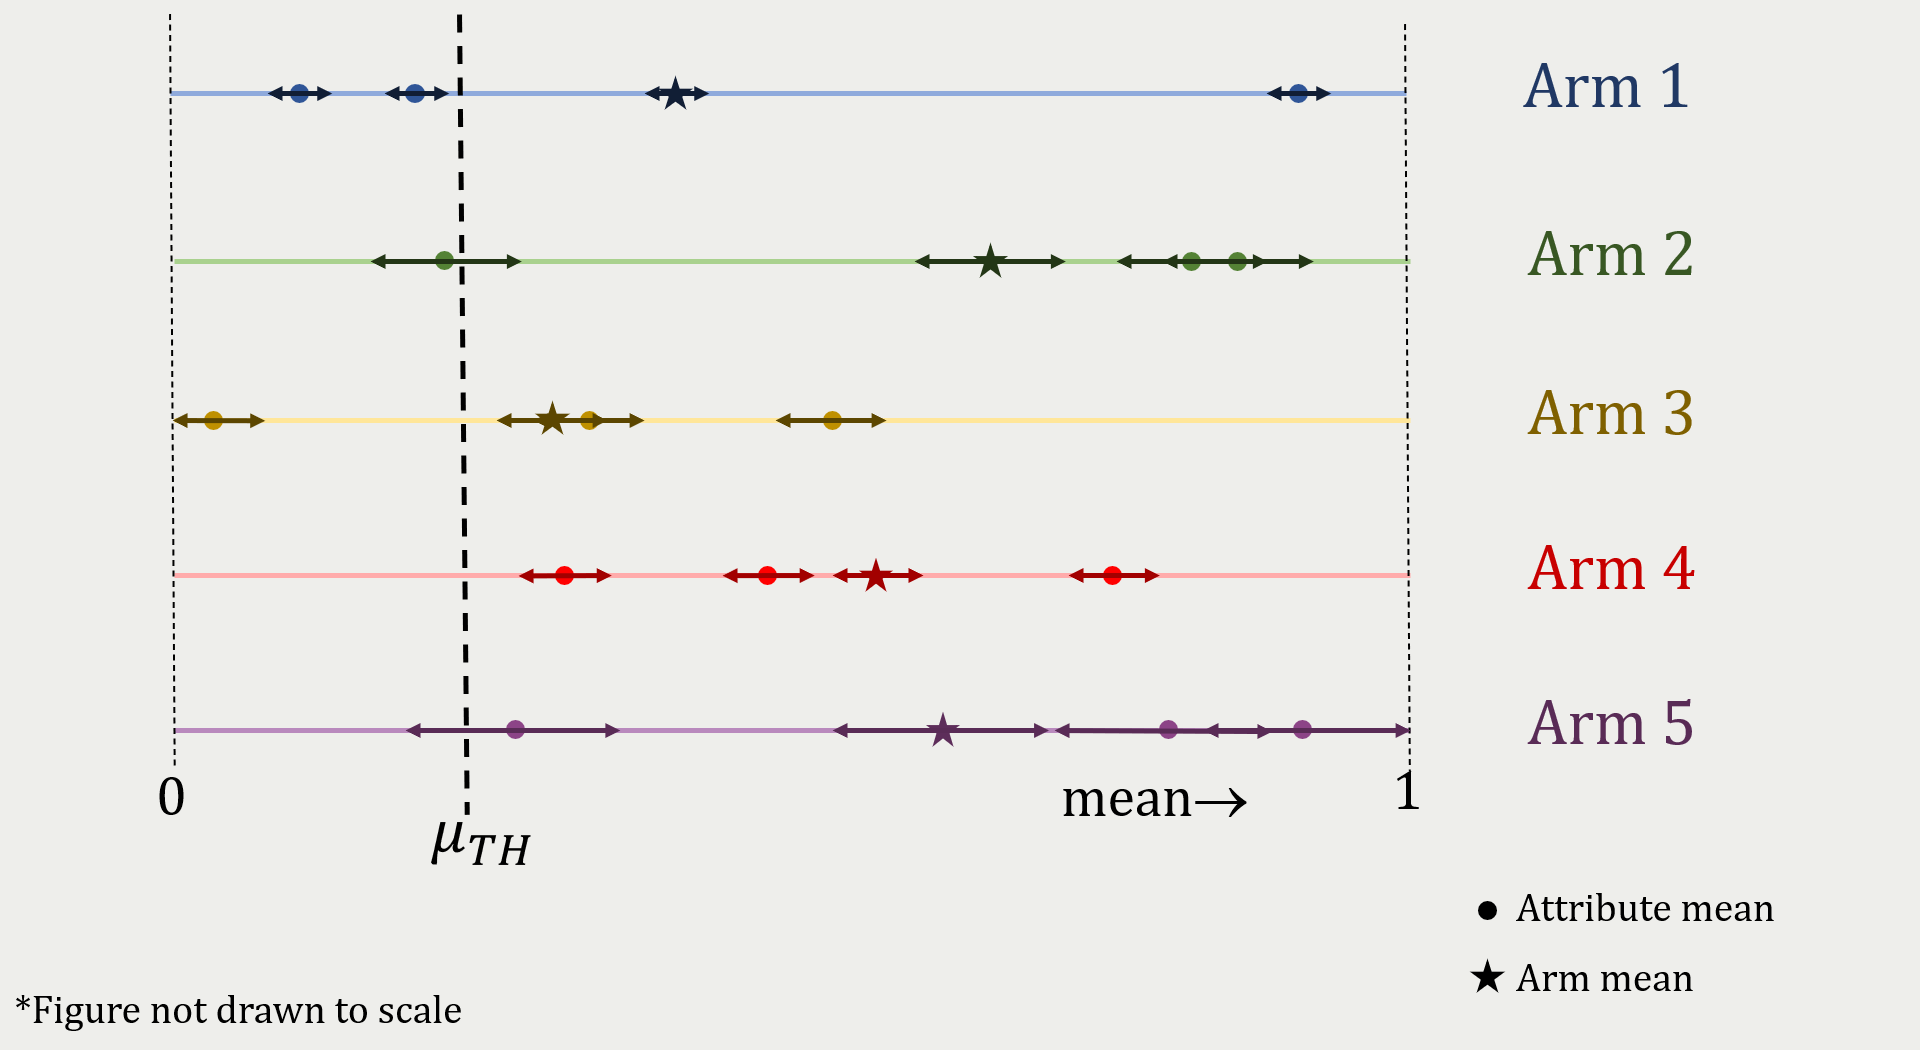 Arm 1
Arm 2
Arm 3
Arm 4
Arm 5
0
mean→
1
μ_TH
Attribute mean
Arm mean
*Figure not drawn to scale